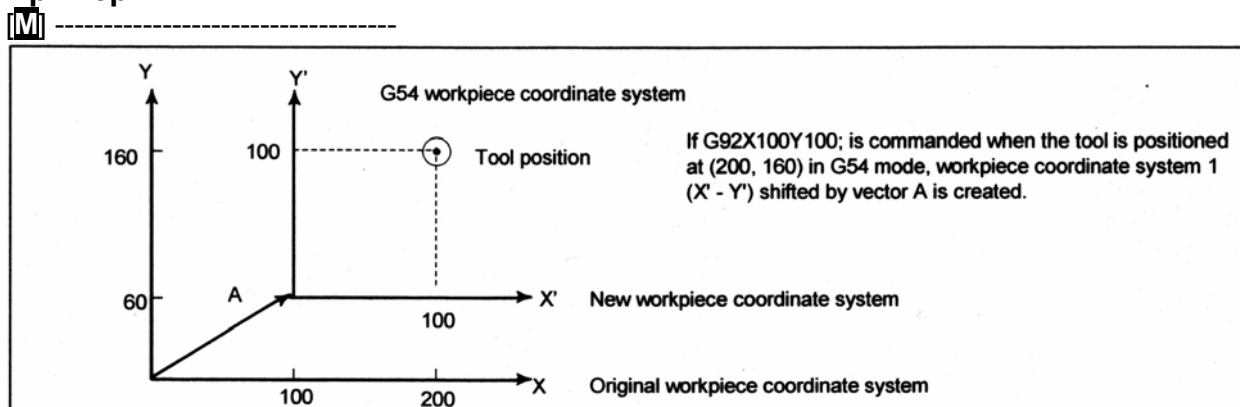 [M] -----------------------------------
Y
Y'
G54 workpiece coordinate system
160
100
Tool position
If G92X100Y100; is commanded when the tool is positioned
at (200, 160) in G54 mode, workpiece coordinate system 1
(X' - Y') shifted by vector A is created.
60
A
X'
New workpiece coordinate system
100
X
Original workpiece coordinate system
100
200